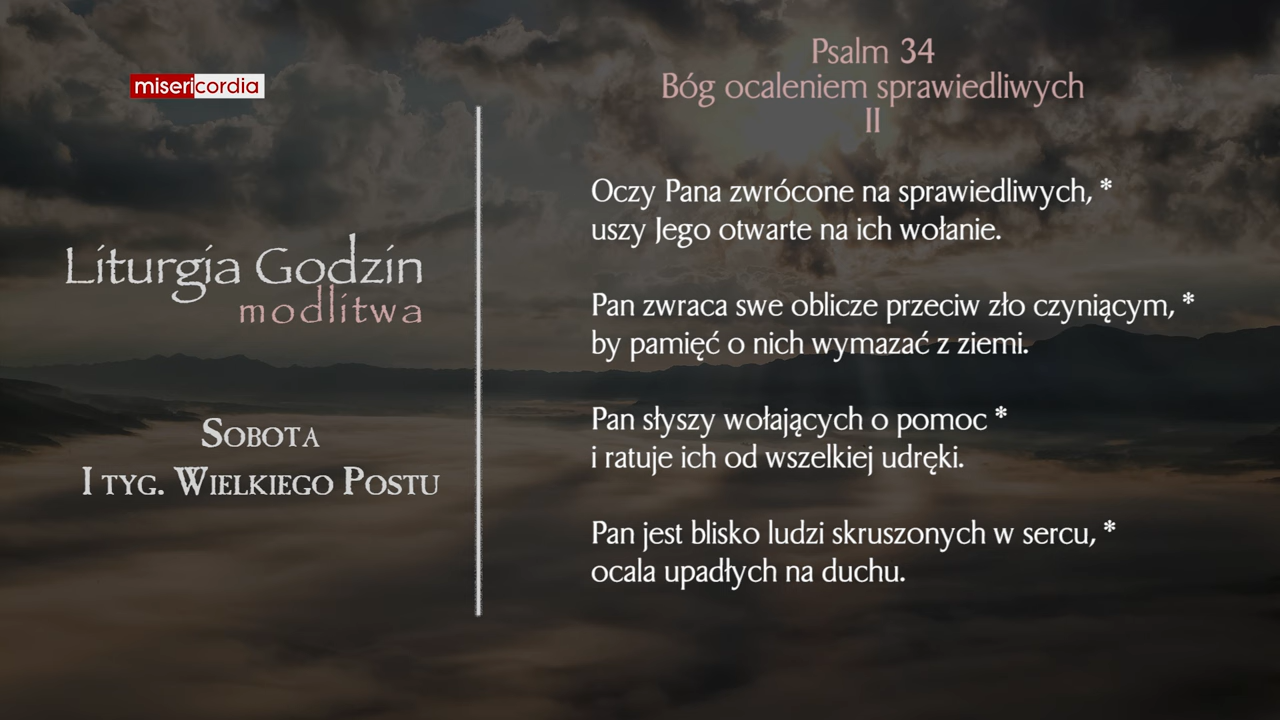 misericordia
Liturgia Godzin
modlitwa
Sobota
I tyg. Wielkiego Postu
Psalm 34
Bóg ocaleniem sprawiedliwych
II
Oczy Pana zwrócone na sprawiedliwych, *
uszy Jego otwarte na ich wołanie.
Pan zwraca swe oblicze przeciw zło czyniącym, *
by pamięć o nich wymazać z ziemi.
Pan słyszy wołających o pomoc *
i ratuje ich od wszelkiej udręki.
Pan jest blisko ludzi skruszonych w sercu, *
ocala upadłych na duchu.